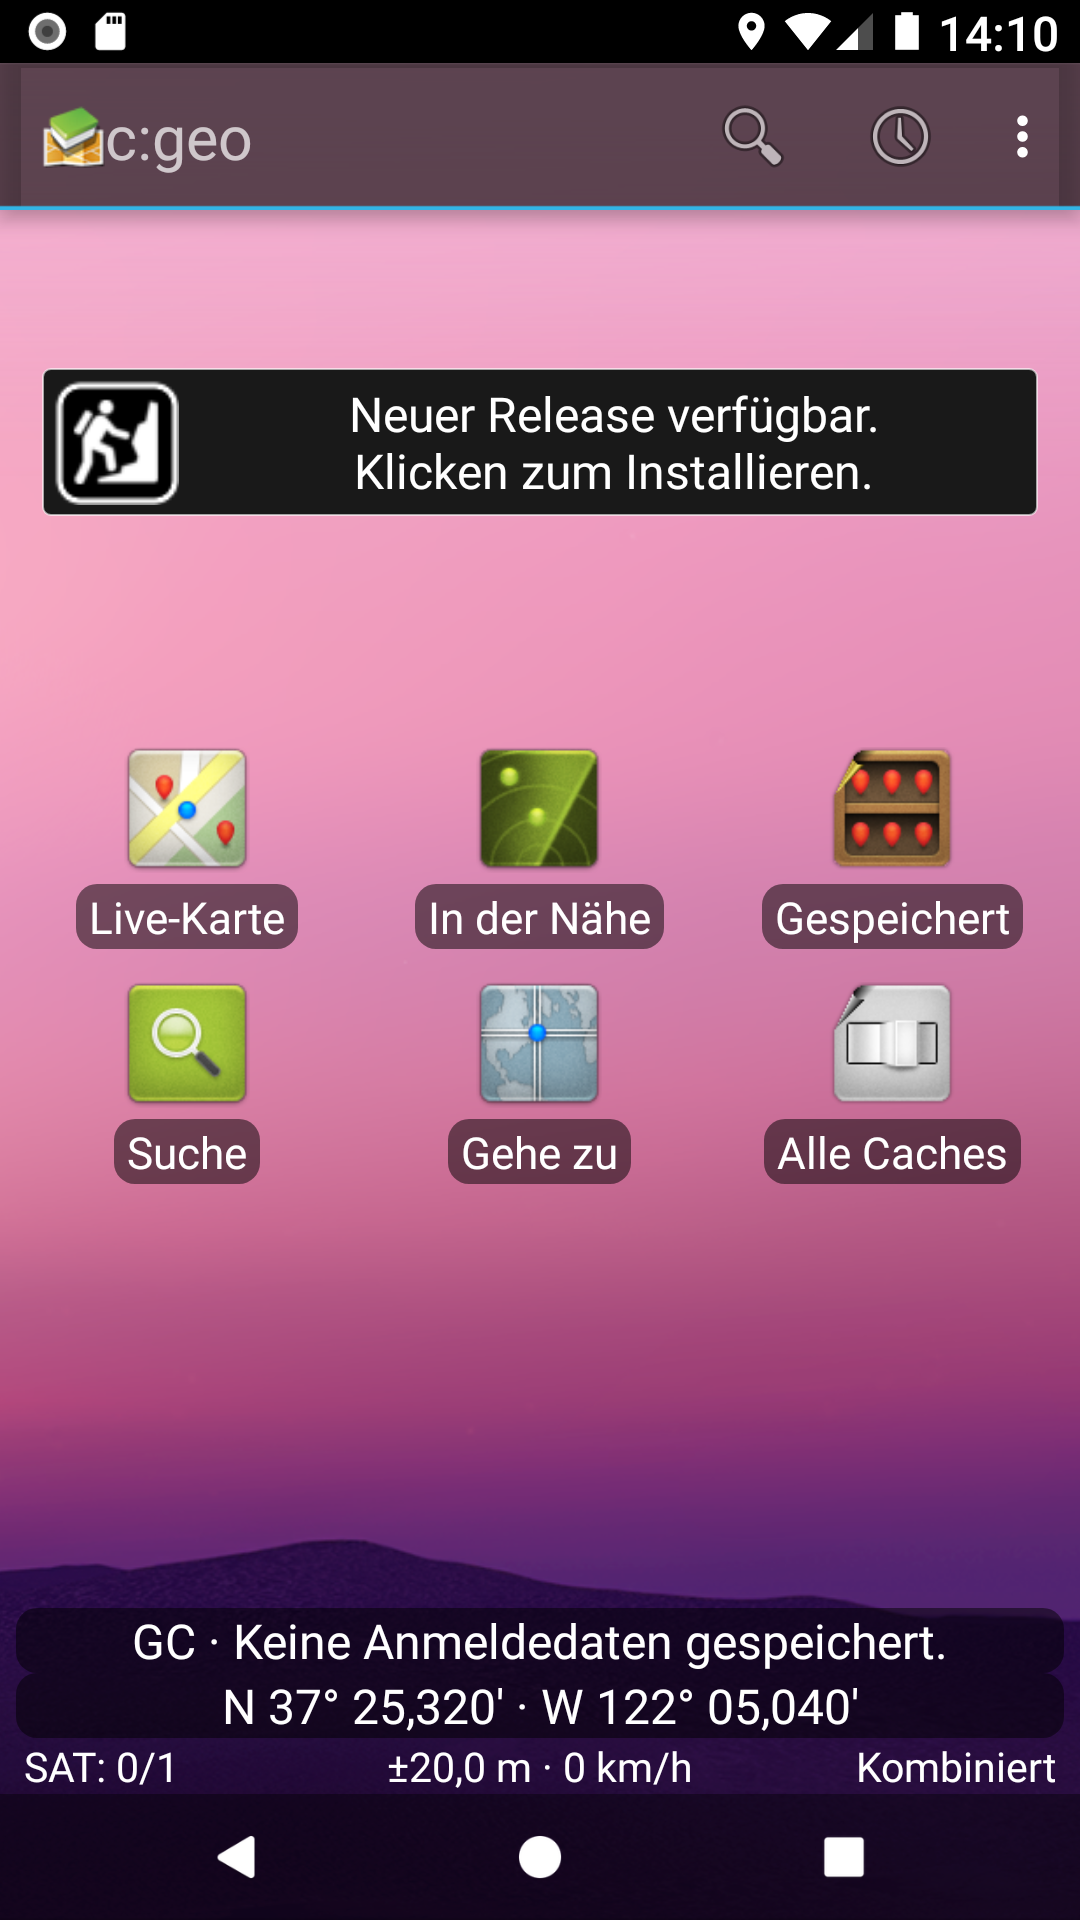 14:10
c:geo
Neuer Release verfügbar.
Klicken zum Installieren.
Live-Karte
In der Nähe
Gespeichert
Suche
Gehe zu
Alle Caches
GC · Keine Anmeldedaten gespeichert.
N 37° 25,320' · W 122° 05,040'
SAT: 0/1
±20,0 m · 0 km/h
Kombiniert